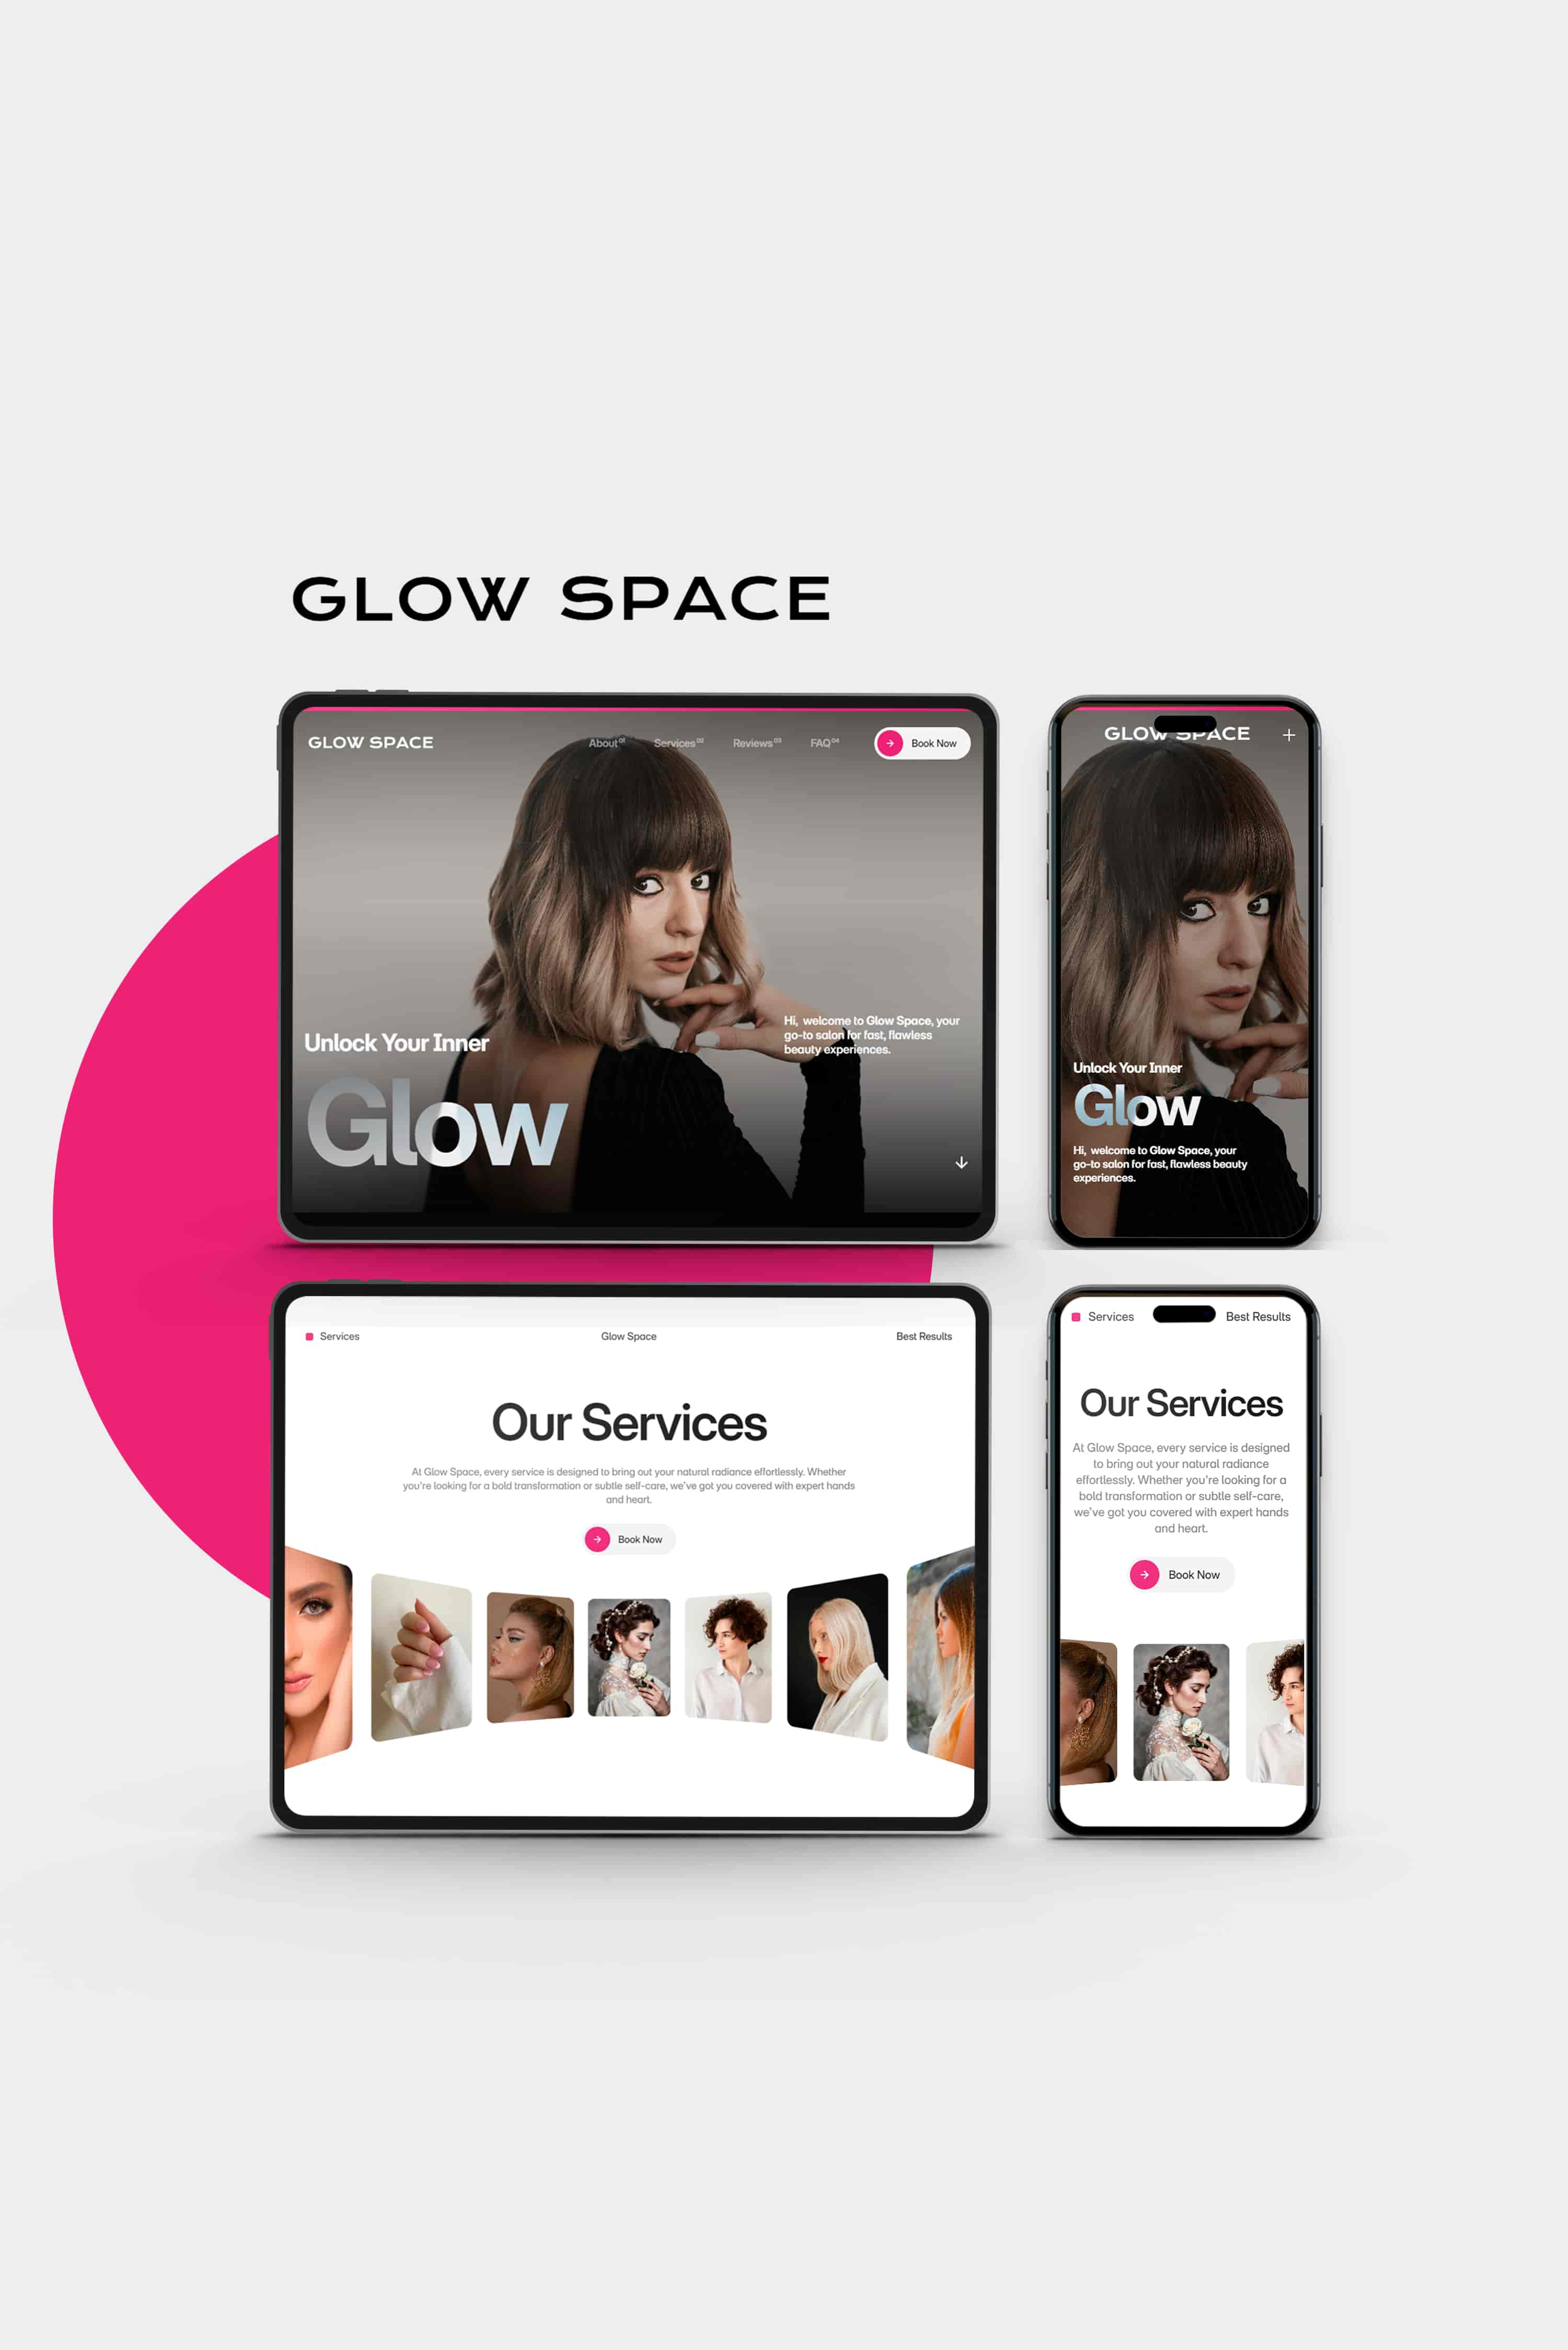 GLOW SPACE
GLOW SPACE
About 01
Services 02
Reviews 03
FAQ 04
Book Now
Unlock Your Inner
Glow
Hi, welcome to Glow Space, your
go-to salon for fast, flawless
beauty experiences.
GLOW SPACE
Unlock Your Inner
Glow
Hi, welcome to Glow Space, your
go-to salon for fast, flawless beauty
experiences.
Services
Glow Space
Best Results
Our Services
At Glow Space, every service is designed to bring out your natural radiance effortlessly. Whether
you're looking for a bold transformation or subtle self-care, we've got you covered with expert hands
and heart.
Book Now
Services
Best Results
Our Services
At Glow Space, every service is designed
to bring out your natural radiance
effortlessly. Whether you're looking for a
bold transformation or subtle self-care,
we've got you covered with expert hands
and heart.
Book Now